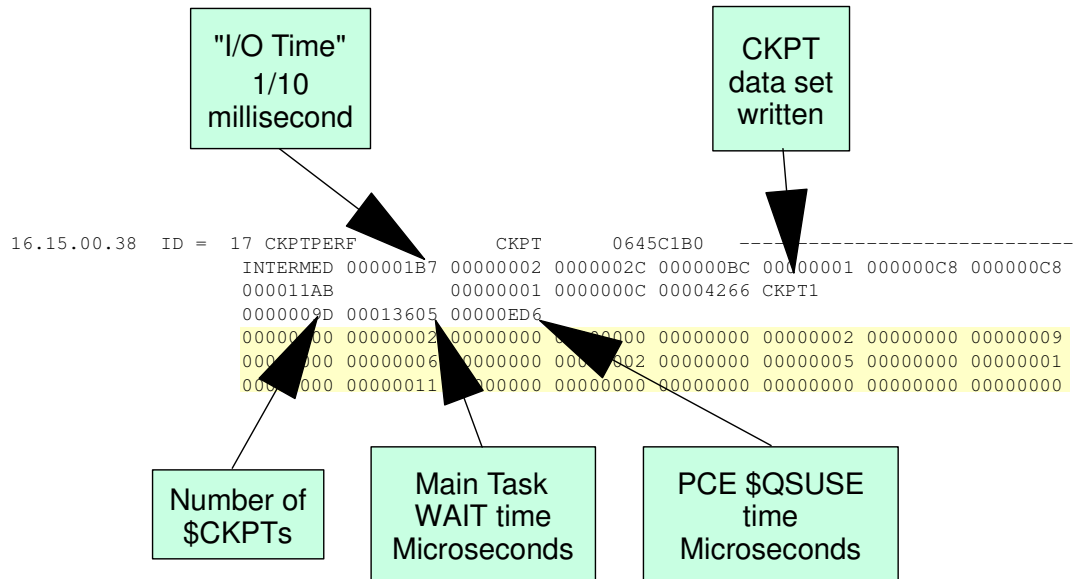 "I/O Time"
1/10
millisecond
CKPT
data set
written
16.15.00.38 ID = 17 CKPTPERF CKPT 0645C1B0 -----------------------------
INTERMED 000001B7 00000002 0000002C 000000BC 00000001 000000C8 000000C8
000011AB 00000001 0000000C 00004266 CKPT1
0000009D 00013605 00000ED6
00000002 00000000 00000000 00000002 00000000 00000009
00000006 00000000 00000005 00000000 00000001
00000011 00000000 00000000 00000000 00000000 00000000
Number of
$CKPTs
Main Task
WAIT time
Microseconds
PCE $QSUSE
time
Microseconds